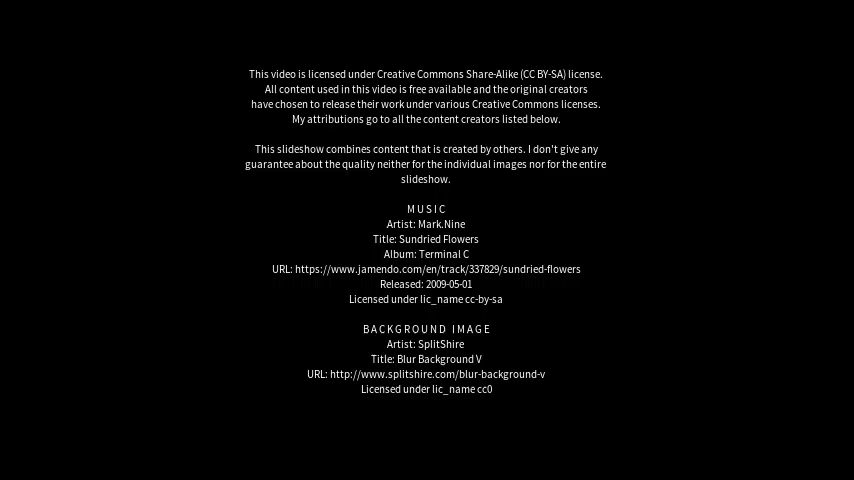 This video is licensed under Creative Commons Share-Alike (CC BY-SA) license.
All content used in this video is free available and the original creators
have chosen to release their work under various Creative Commons licenses.
My attributions go to all the content creators listed below.
This slideshow combines content that is created by others. I don't give any
guarantee about the quality neither for the individual images nor for the entire
slideshow.
MUSIC
Artist: Mark.Nine
Title: Sundried Flowers
Album: Terminal C
URL: https://www.jamendo.com/en/track/337829/sundried-flowers
Released: 2009-05-01
Licensed under lic_name cc-by-sa
BACKGROUND IMAGE
Artist: SplitShire
Title: Blur Background V
URL: http://www.splitshire.com/blur-background-v
Licensed under lic_name cc0